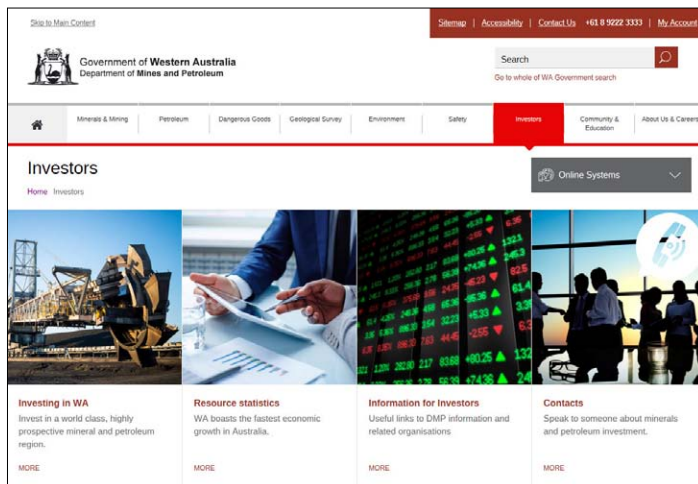 Skip to Main Content
Sitemap | Accessibility | Contact Us +61 8 9222 3333 | My Account
Government of Western Australia
Department of Mines and Petroleum
Search
Go to whole of WA Government search
Minerals & Mining
Petroleum
Dangerous Goods
Geological Survey
Environment
Safety
Investors
Community & Education
About Us & Careers
Investors
Online Systems
Home Investors
Investing in WA
Invest in a world class, highly
prospective mineral and petroleum
region.
MORE
Resource statistics
WA boasts the fastest economic
growth in Australia.
MORE
Information for Investors
Useful links to DMP information and
related organisations
MORE
Contacts
Speak to someone about minerals
and petroleum investment.
MORE